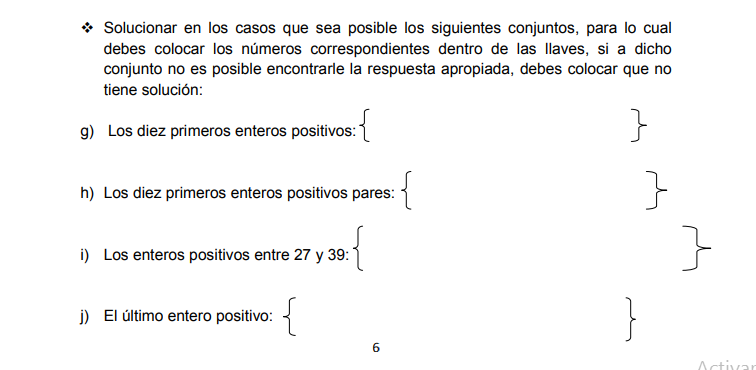 ❖ Solucionar en los casos que sea posible los siguientes conjuntos, para lo cual
debes colocar los números correspondientes dentro de las llaves, si a dicho
conjunto no es posible encontrarle la respuesta apropiada, debes colocar que no
tiene solución:
g) Los diez primeros enteros positivos: { }
h) Los diez primeros enteros positivos pares: { }
i) Los enteros positivos entre 27 y 39: { }
j) El último entero positivo: { }
6